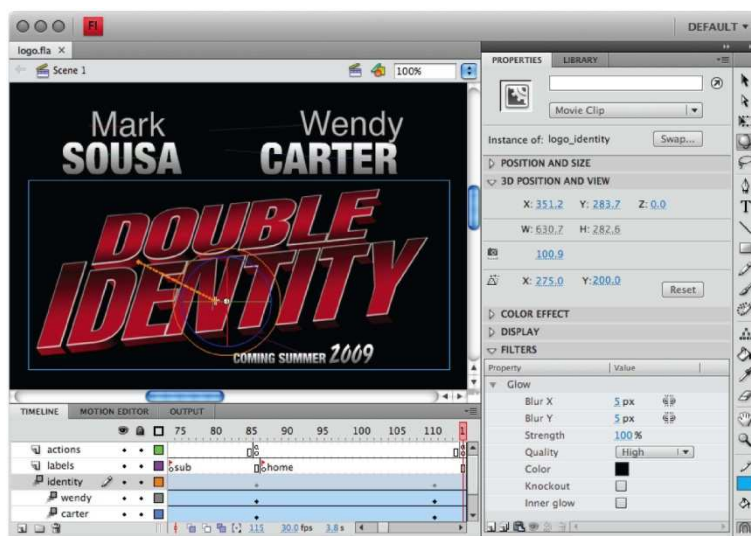 Fl
DEFAULT
logo.fla ×
Scene 1
100%
Mark Wendy
SOUSA CARTER
DOUBLE
IDENTITY
COMING SUMMER 2009
TIMELINE MOTION EDITOR OUTPUT
75 80 85 90 95 100 105 110 1
actions
labels
sub
home
identity
wendy
carter
115 30.0 fps 3.8 s
PROPERTIES LIBRARY
Movie Clip
Instance of: logo_identity Swap...
POSITION AND SIZE
3D POSITION AND VIEW
X: 351.2 Y: 283.7 Z: 0.0
W: 630.7 H: 282.6
100.9
X: 275.0 Y: 200.0
Reset
COLOR EFFECT
DISPLAY
FILTERS
Property Value
Glow
Blur X 5 px
Blur Y 5 px
Strength 100 %
Quality High
Color
Knockout
Inner glow
T